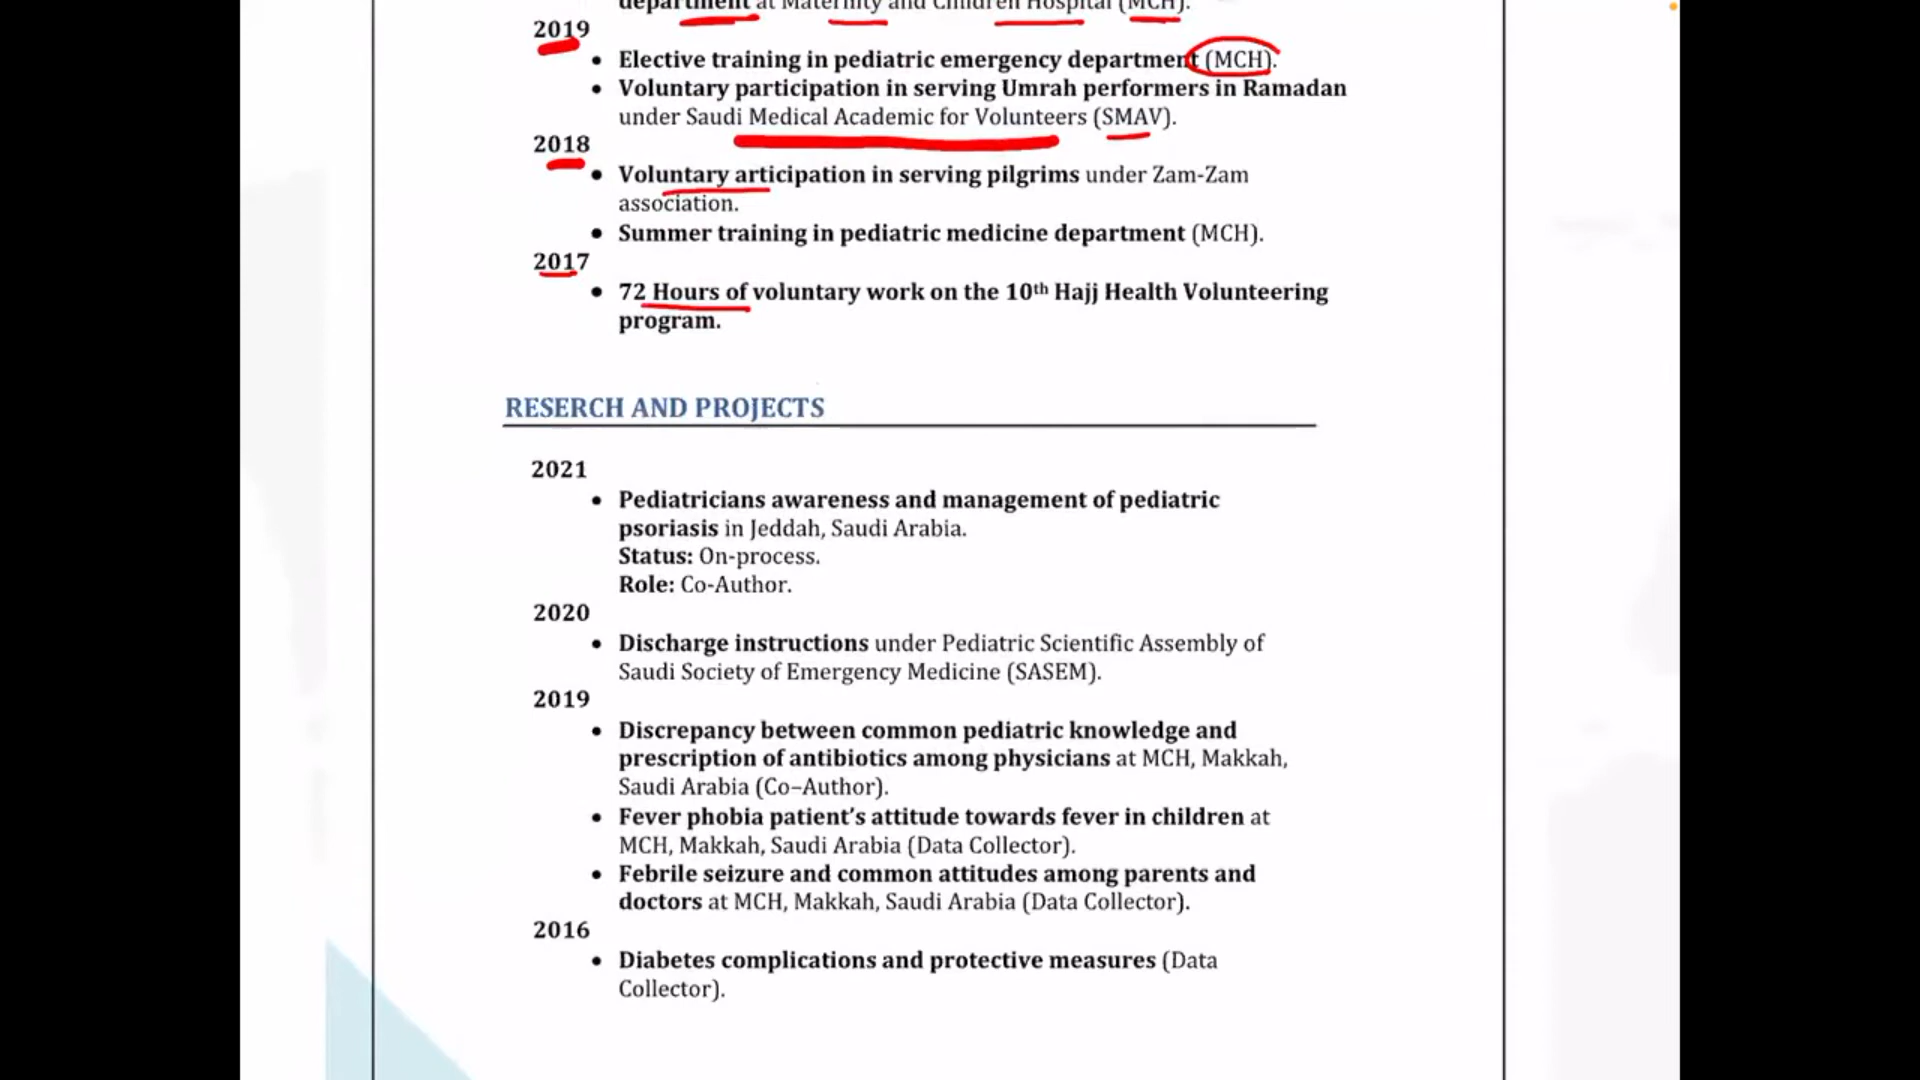 department at Maternity and Children Hospital (MCH).
2019
• Elective training in pediatric emergency department (MCH).
• Voluntary participation in serving Umrah performers in Ramadan
under Saudi Medical Academic for Volunteers (SMAV).
2018
• Voluntary articipation in serving pilgrims under Zam-Zam
association.
• Summer training in pediatric medicine department (MCH).
2017
• 72 Hours of voluntary work on the 10th Hajj Health Volunteering
program.
RESERCH AND PROJECTS
2021
• Pediatricians awareness and management of pediatric
psoriasis in Jeddah, Saudi Arabia.
Status: On-process.
Role: Co-Author.
2020
• Discharge instructions under Pediatric Scientific Assembly of
Saudi Society of Emergency Medicine (SASEM).
2019
• Discrepancy between common pediatric knowledge and
prescription of antibiotics among physicians at MCH, Makkah,
Saudi Arabia (Co–Author).
• Fever phobia patient’s attitude towards fever in children at
MCH, Makkah, Saudi Arabia (Data Collector).
• Febrile seizure and common attitudes among parents and
doctors at MCH, Makkah, Saudi Arabia (Data Collector).
2016
• Diabetes complications and protective measures (Data
Collector).